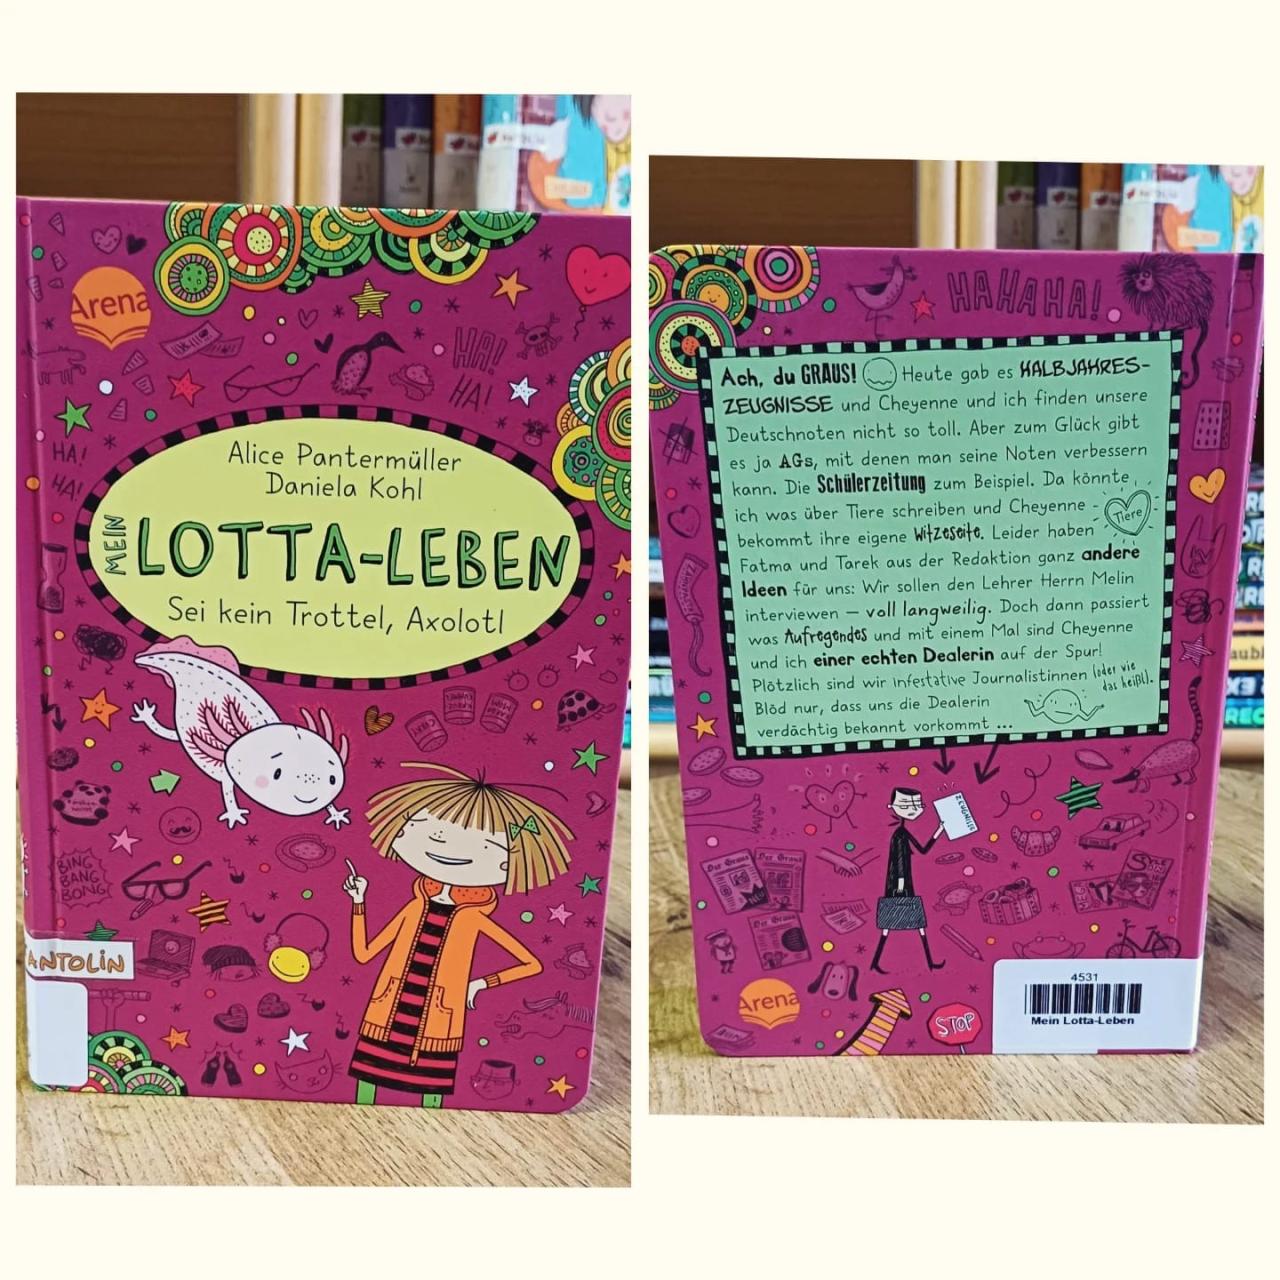 Arena
HA!
HA!
HA!
HA!
Alice Pantermüller
Daniela Kohl
MEIN
LOTTA-LEBEN
Sei kein Trottel, Axolotl
BING
BANG
BONG!
ANTOLIN
HAHAHA!
Ach, du GRAUS! Heute gab es HALBJAHRES-
ZEUGNISSE und Cheyenne und ich finden unsere
Deutschnoten nicht so toll. Aber zum Glück gibt
es ja AGs, mit denen man seine Noten verbessern
kann. Die Schülerzeitung zum Beispiel. Da könnte
ich was über Tiere schreiben und Cheyenne
Tiere
bekommt ihre eigene Witzeseite. Leider haben
Fatma und Tarek aus der Redaktion ganz andere
Ideen für uns: Wir sollen den Lehrer Herrn Melin
interviewen – voll langweilig. Doch dann passiert
was Aufregendes und mit einem Mal sind Cheyenne
und ich einer echten Dealerin auf der Spur!
Plötzlich sind wir infestative Journalistinnen (oder wie
das heißt).
Blöd nur, dass uns die Dealerin
verdächtig bekannt vorkommt ...
ZEUGNIS
Der Graus
Der Graus
Der Graus
Arena
STOP
4531
Mein Lotta-Leben